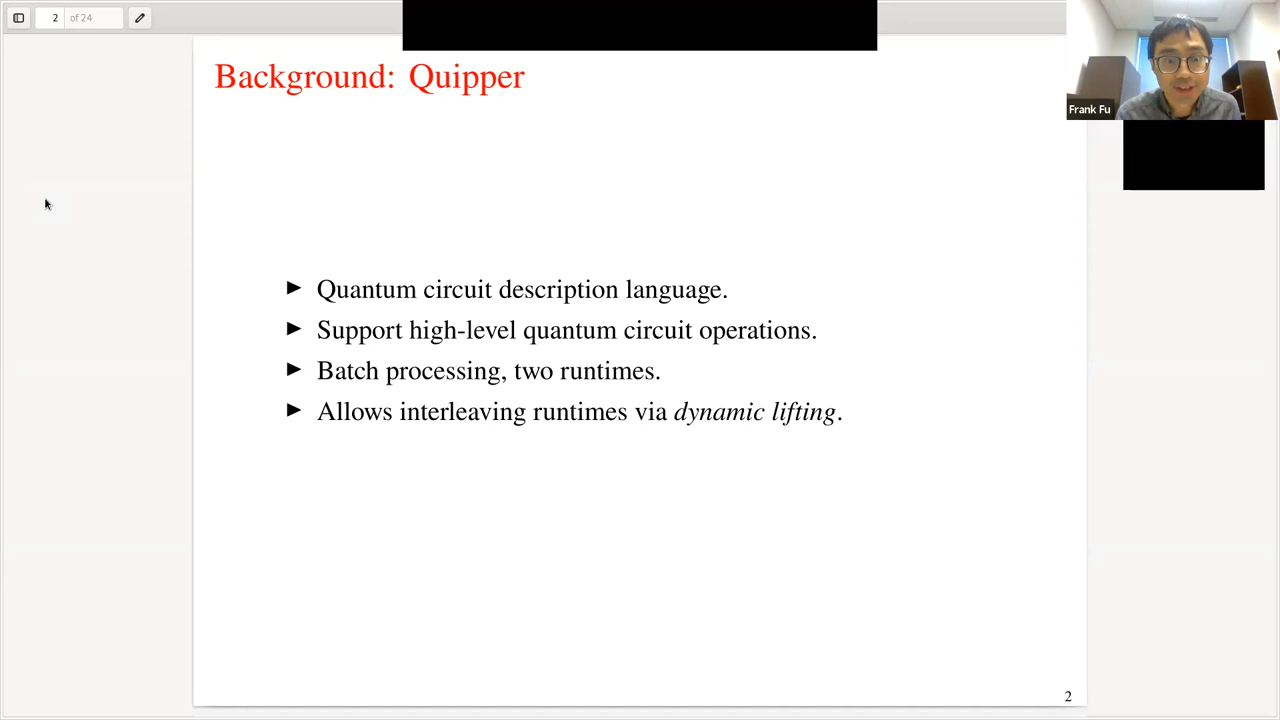 2 of 24
Background: Quipper
Frank Fu
► Quantum circuit description language.
► Support high-level quantum circuit operations.
► Batch processing, two runtimes.
► Allows interleaving runtimes via dynamic lifting.
2